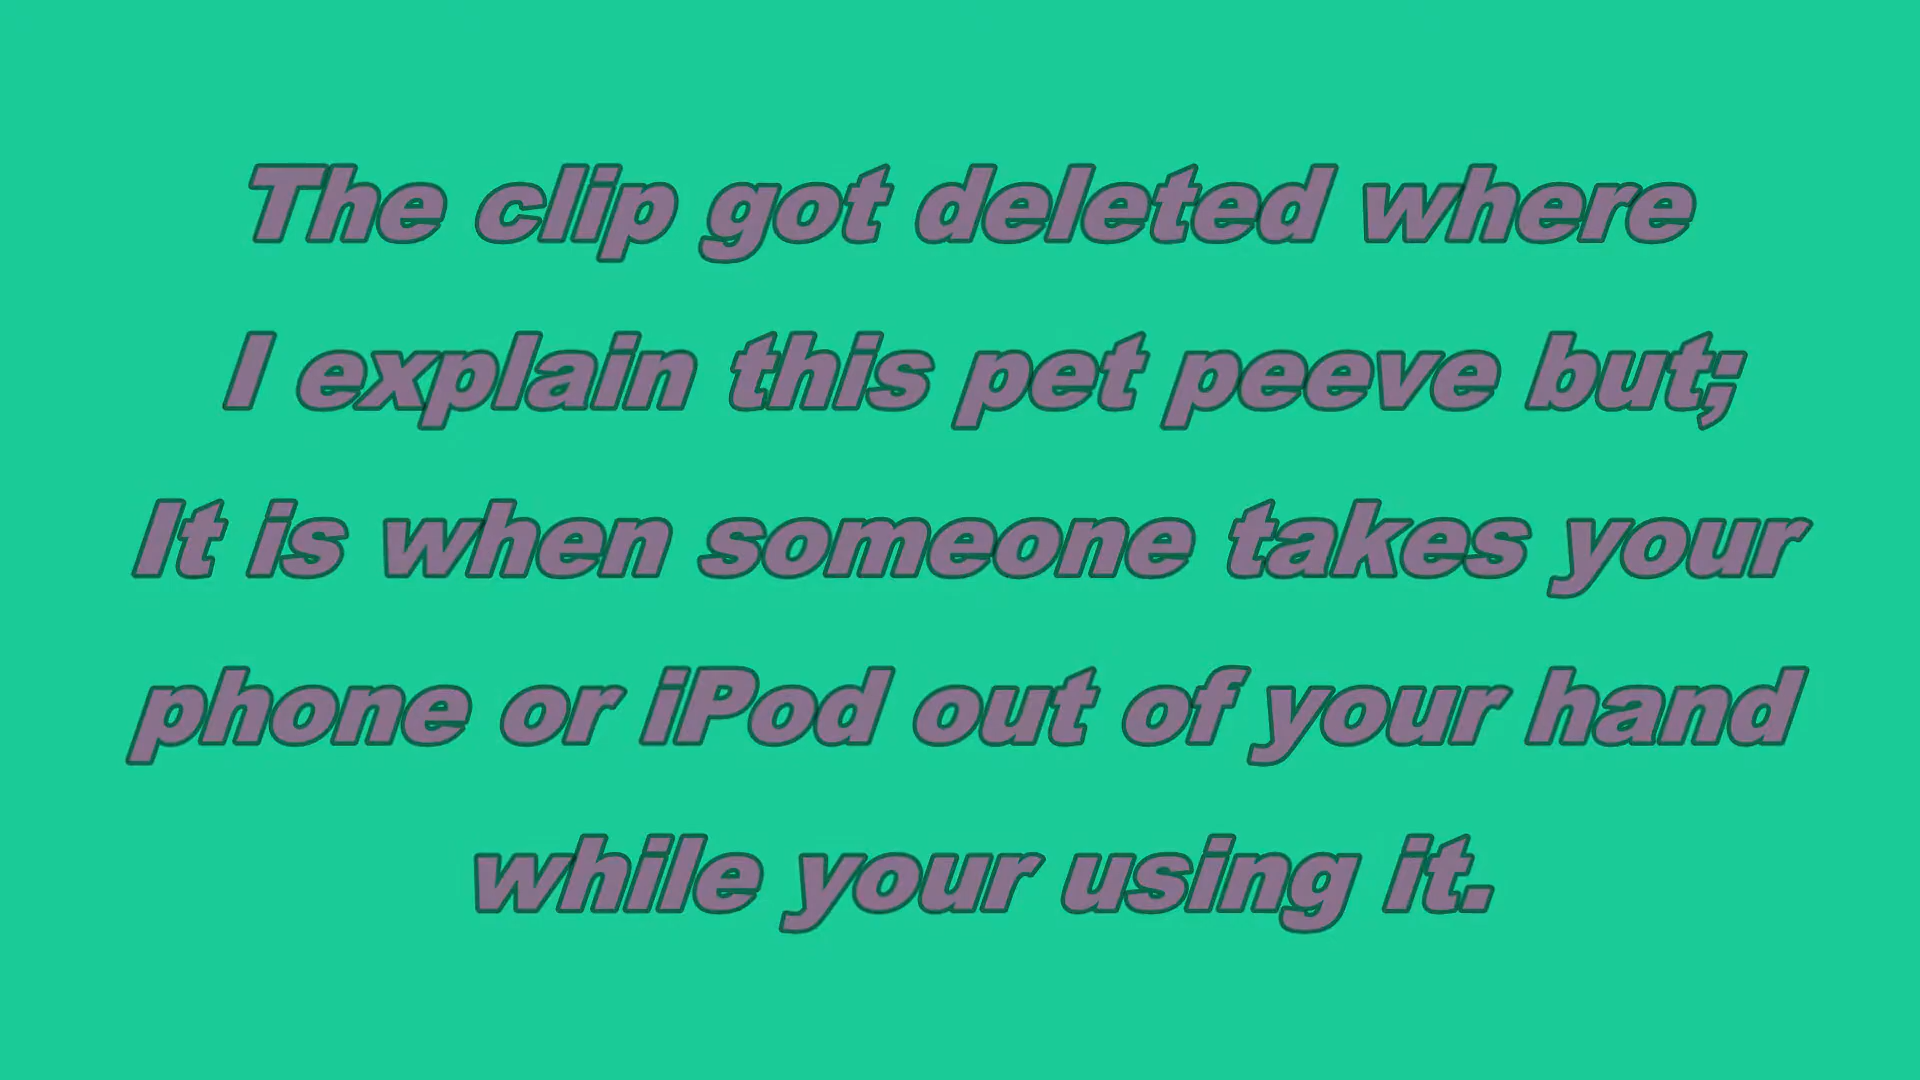 The clip got deleted where
I explain this pet peeve but;
It is when someone takes your
phone or iPod out of your hand
while your using it.